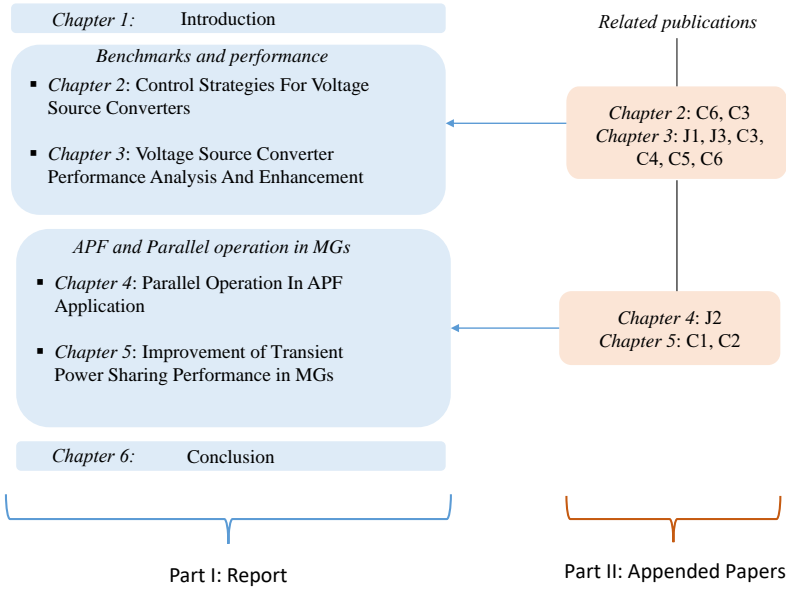 Chapter 1: Introduction
Benchmarks and performance
▪ Chapter 2: Control Strategies For Voltage
Source Converters
▪ Chapter 3: Voltage Source Converter
Performance Analysis And Enhancement
APF and Parallel operation in MGs
▪ Chapter 4: Parallel Operation In APF
Application
▪ Chapter 5: Improvement of Transient
Power Sharing Performance in MGs
Chapter 6: Conclusion
Part I: Report
Related publications
Chapter 2: C6, C3
Chapter 3: J1, J3, C3,
C4, C5, C6
Chapter 4: J2
Chapter 5: C1, C2
Part II: Appended Papers